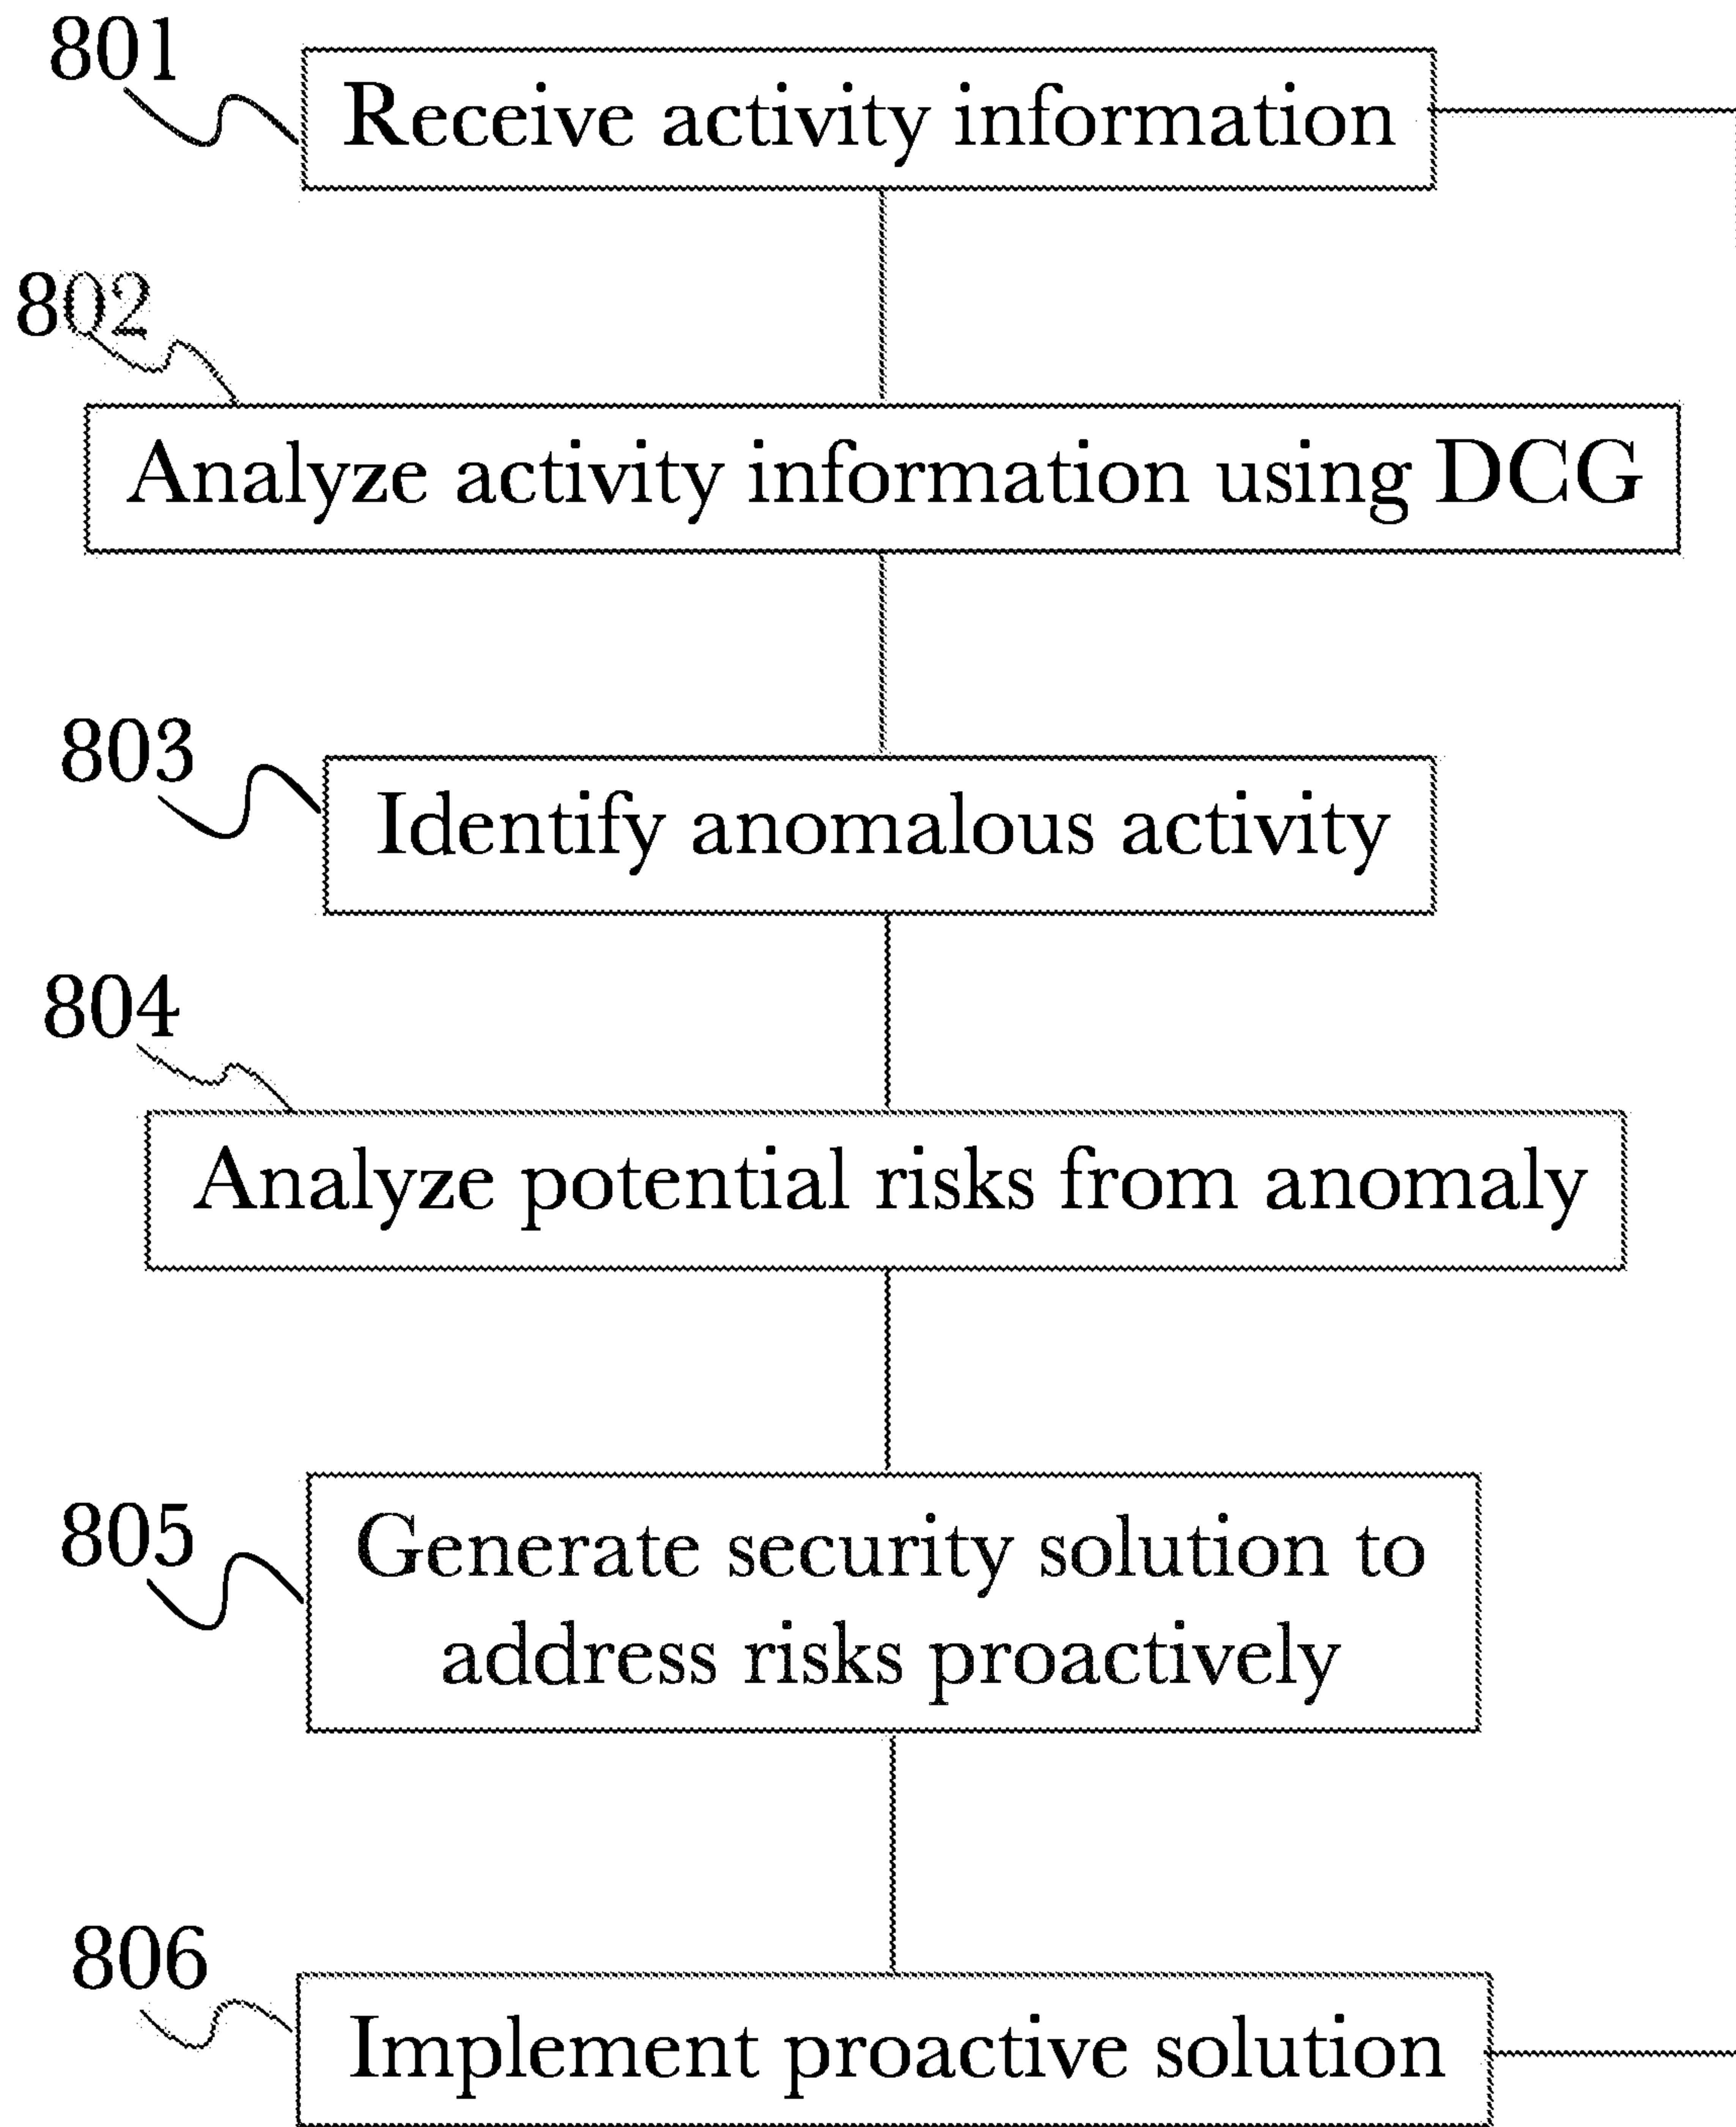 801
Receive activity information
802
Analyze activity information using DCG
803
Identify anomalous activity
804
Analyze potential risks from anomaly
805
Generate security solution to
address risks proactively
806
Implement proactive solution